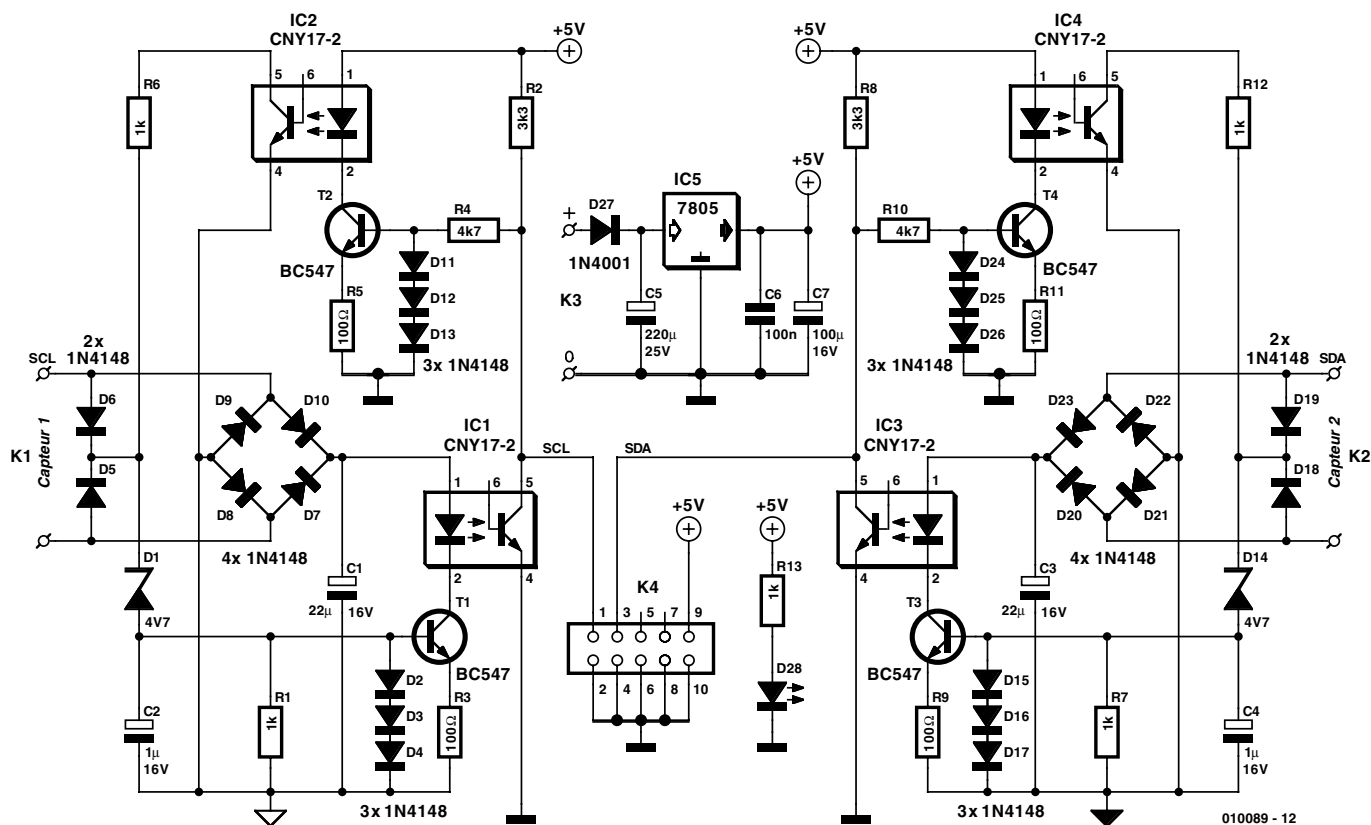 IC2
CNY17-2
+5V
5
6
1
4
2
R6
1k
R2
3k3
T2
BC547
R4
4k7
R5
100Ω
D11
D12
D13
3x 1N4148
+5V
IC4
CNY17-2
1
6
5
2
4
R8
3k3
R12
1k
T4
BC547
R10
4k7
D24
D25
D26
R11
100Ω
3x 1N4148
IC5
7805
+5V
+
D27
1N4001
K3
0
C5
220µ
25V
C6
100n
C7
100µ
16V
2x
1N4148
SCL
D6
D5
K1
Capteur 1
D9
D10
D8
D7
4x 1N4148
IC1
CNY17-2
1
6
5
2
4
SCL
SDA
D1
4V7
C1
22µ
16V
T1
BC547
C2
1µ
16V
R1
1k
D2
D3
D4
R3
100Ω
3x 1N4148
+5V
K4
1
3
5
7
9
2
4
6
8
10
+5V
R13
1k
D28
IC3
CNY17-2
5
6
1
4
2
2x
1N4148
SDA
D19
D18
K2
Capteur 2
D23
D22
D20
D21
4x 1N4148
D14
4V7
C3
22µ
16V
T3
BC547
R9
100Ω
D15
D16
D17
3x 1N4148
R7
1k
C4
1µ
16V
010089 - 12